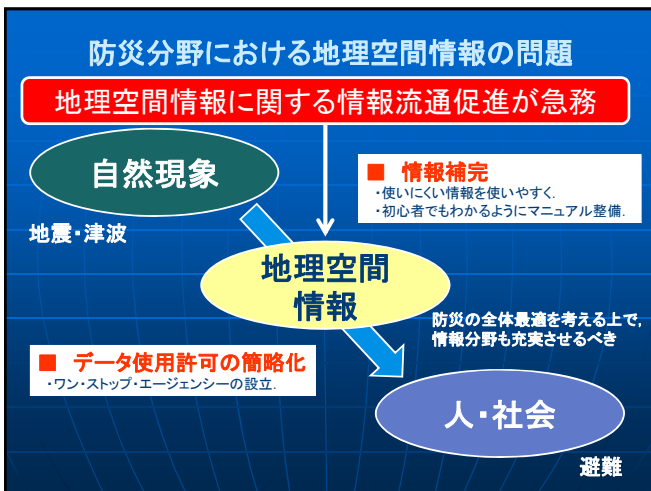 防災分野における地理空間情報の問題
地理空間情報に関する情報流通促進が急務
自然現象
■ 情報補完
・使いにくい情報を使いやすく.
・初心者でもわかるようにマニュアル整備.
地震・津波
地理空間
情報
防災の全体最適を考える上で,
情報分野も充実させるべき
■ データ使用許可の簡略化
・ワン・ストップ・エージェンシーの設立.
人・社会
避難